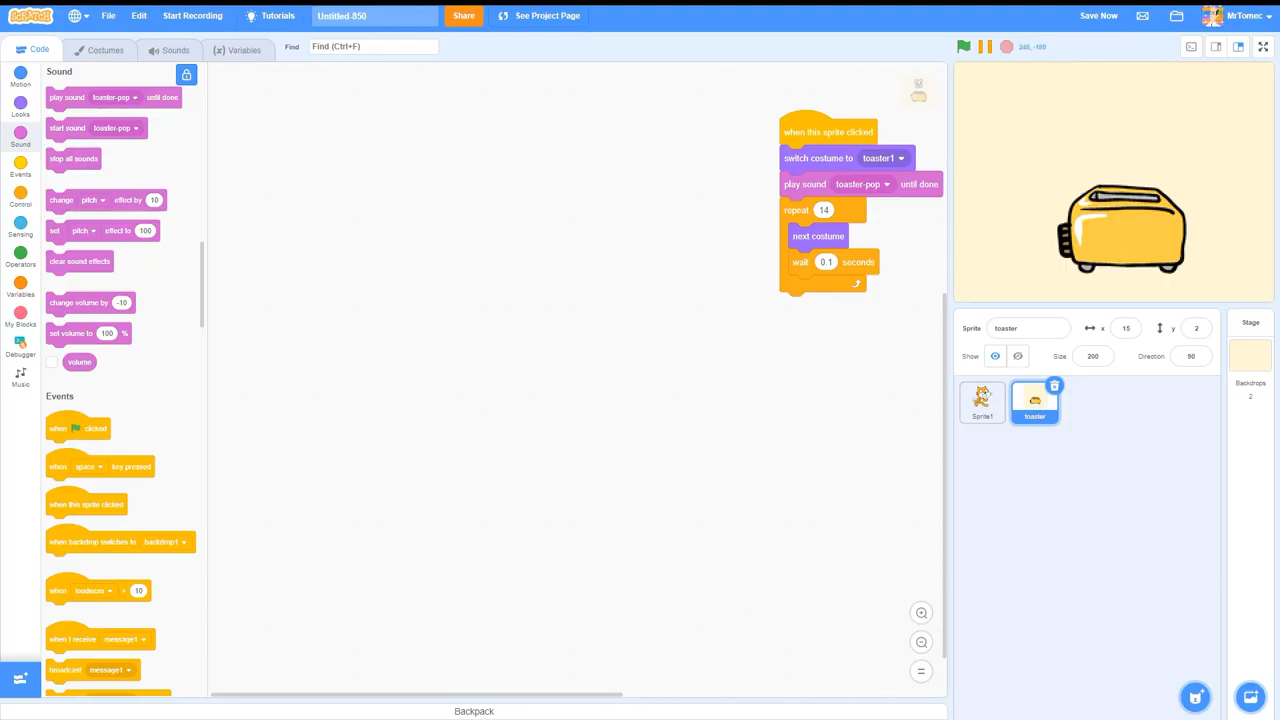 SCRATCH File Edit Start Recording Tutorials Untitled-850 Share See Project Page Save Now MrTomec
Code Costumes Sounds (x) Variables Find Find (Ctrl+F) 240, -180
Sound
play sound toaster-pop until done
start sound toaster-pop
stop all sounds
change pitch effect by 10
set pitch effect to 100
clear sound effects
change volume by -10
set volume to 100 %
volume
Events
when clicked
when space key pressed
when this sprite clicked
when backdrop switches to backdrop1
when loudness > 10
when I receive message1
broadcast message1
Motion
Looks
Sound
Events
Control
Sensing
Operators
Variables
My Blocks
Debugger
Music
when this sprite clicked
switch costume to toaster1
play sound toaster-pop until done
repeat 14
next costume
wait 0.1 seconds
=
Sprite toaster x 15 y 2
Show Size 200 Direction 90
Sprite1 toaster
Stage
Backdrops
2
Backpack